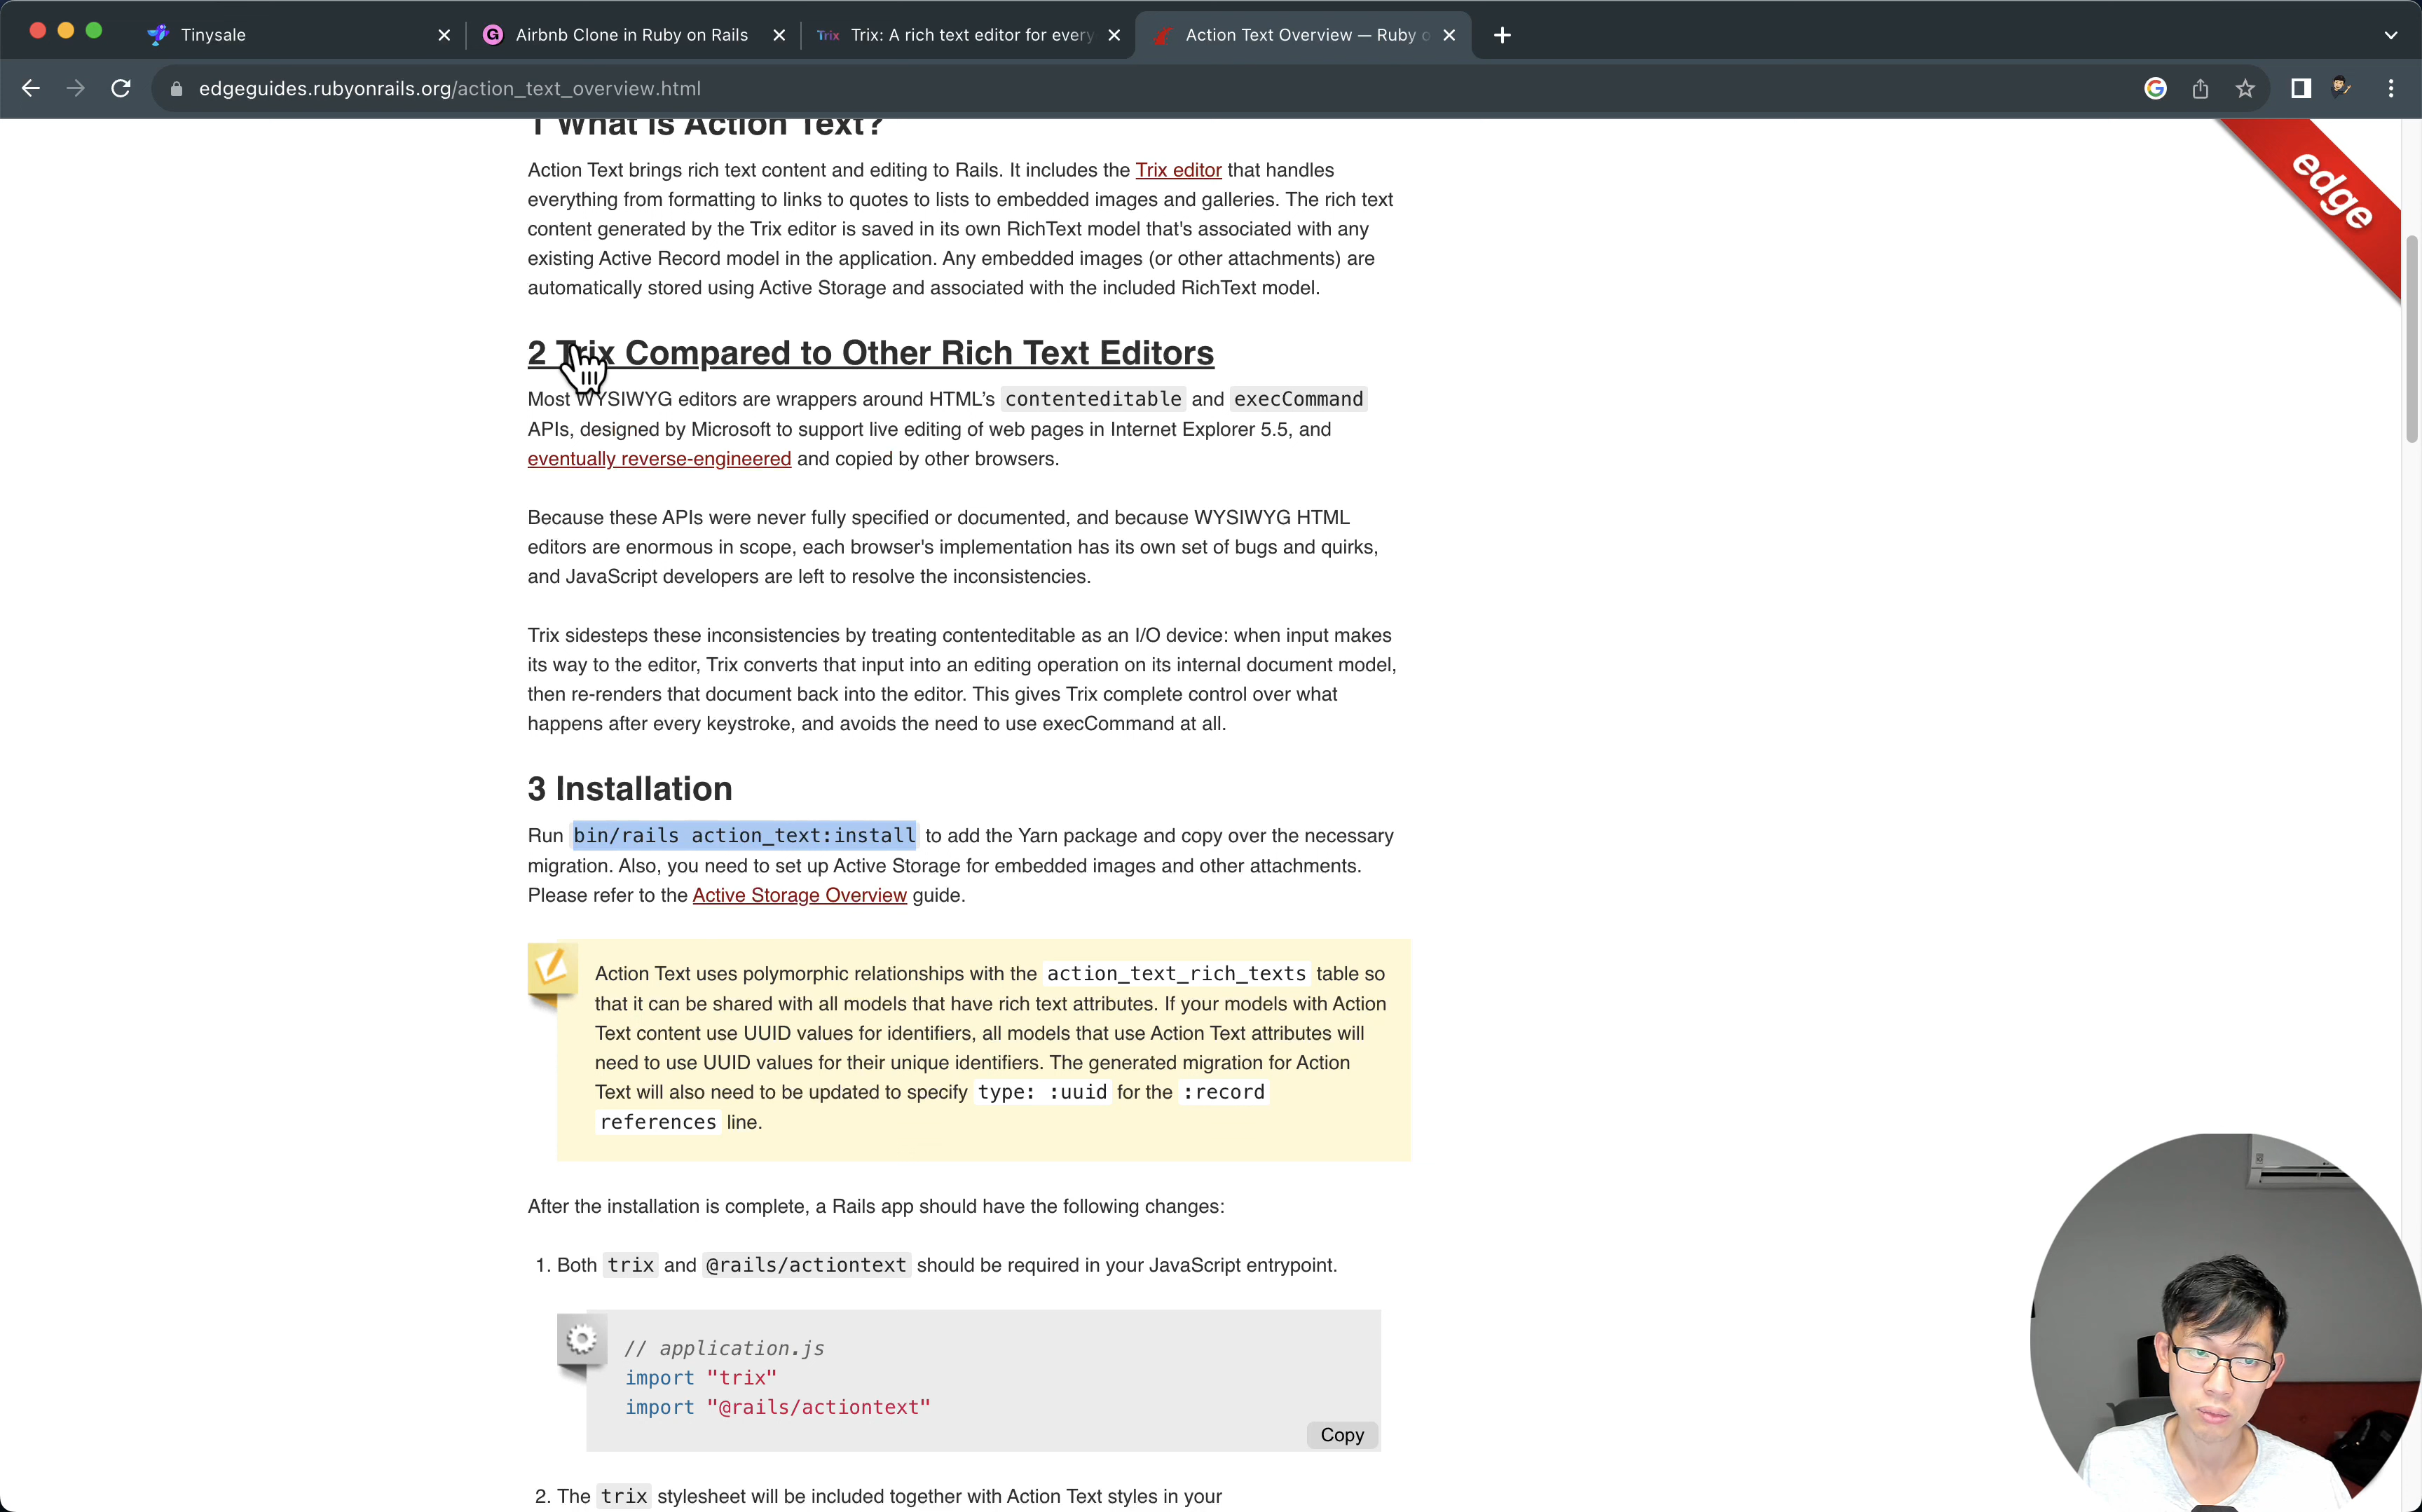 Tinysale
Airbnb Clone in Ruby on Rails
Trix
Trix: A rich text editor for every
Action Text Overview — Ruby o
edgeguides.rubyonrails.org/action_text_overview.html
edge
1 What is Action Text?
Action Text brings rich text content and editing to Rails. It includes the Trix editor that handles
everything from formatting to links to quotes to lists to embedded images and galleries. The rich text
content generated by the Trix editor is saved in its own RichText model that's associated with any
existing Active Record model in the application. Any embedded images (or other attachments) are
automatically stored using Active Storage and associated with the included RichText model.
2 Trix Compared to Other Rich Text Editors
Most WYSIWYG editors are wrappers around HTML’s contenteditable and execCommand
APIs, designed by Microsoft to support live editing of web pages in Internet Explorer 5.5, and
eventually reverse-engineered and copied by other browsers.
Because these APIs were never fully specified or documented, and because WYSIWYG HTML
editors are enormous in scope, each browser's implementation has its own set of bugs and quirks,
and JavaScript developers are left to resolve the inconsistencies.
Trix sidesteps these inconsistencies by treating contenteditable as an I/O device: when input makes
its way to the editor, Trix converts that input into an editing operation on its internal document model,
then re-renders that document back into the editor. This gives Trix complete control over what
happens after every keystroke, and avoids the need to use execCommand at all.
3 Installation
Run bin/rails action_text:install to add the Yarn package and copy over the necessary
migration. Also, you need to set up Active Storage for embedded images and other attachments.
Please refer to the Active Storage Overview guide.
Action Text uses polymorphic relationships with the action_text_rich_texts table so
that it can be shared with all models that have rich text attributes. If your models with Action
Text content use UUID values for identifiers, all models that use Action Text attributes will
need to use UUID values for their unique identifiers. The generated migration for Action
Text will also need to be updated to specify type: :uuid for the :record
references line.
After the installation is complete, a Rails app should have the following changes:
1. Both trix and @rails/actiontext should be required in your JavaScript entrypoint.
// application.js
import "trix"
import "@rails/actiontext"
Copy
2. The trix stylesheet will be included together with Action Text styles in your